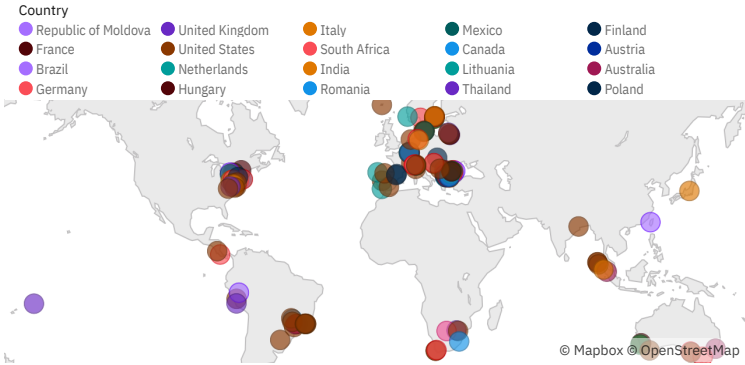 Country
Republic of Moldova United Kingdom Italy Mexico Finland
France United States South Africa Canada Austria
Brazil Netherlands India Lithuania Australia
Germany Hungary Romania Thailand Poland
© Mapbox © OpenStreetMap